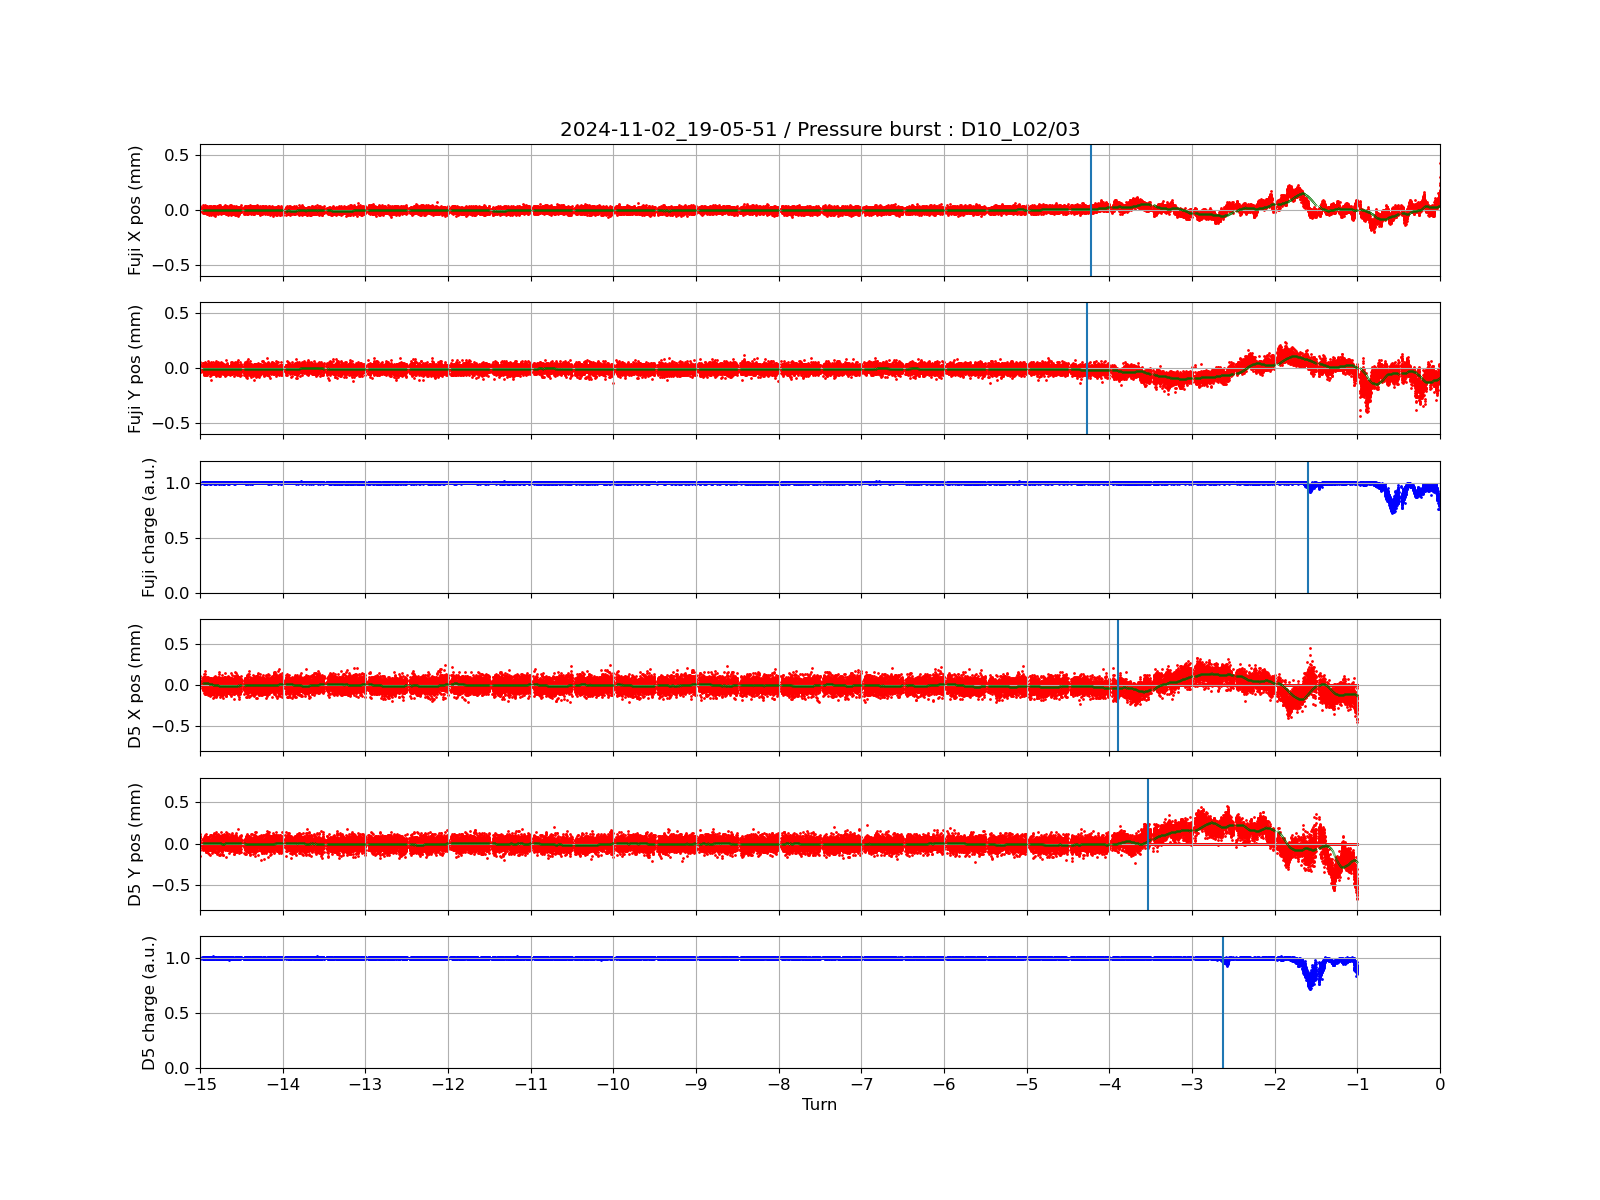 2024-11-02_19-05-51 / Pressure burst : D10_L02/03
Fuji X pos (mm)
0.5
0.0
−0.5
Fuji Y pos (mm)
0.5
0.0
−0.5
Fuji charge (a.u.)
1.0
0.5
0.0
D5 X pos (mm)
0.5
0.0
−0.5
D5 Y pos (mm)
0.5
0.0
−0.5
D5 charge (a.u.)
1.0
0.5
0.0
−15 −14 −13 −12 −11 −10 −9 −8 −7 −6 −5 −4 −3 −2 −1 0
Turn